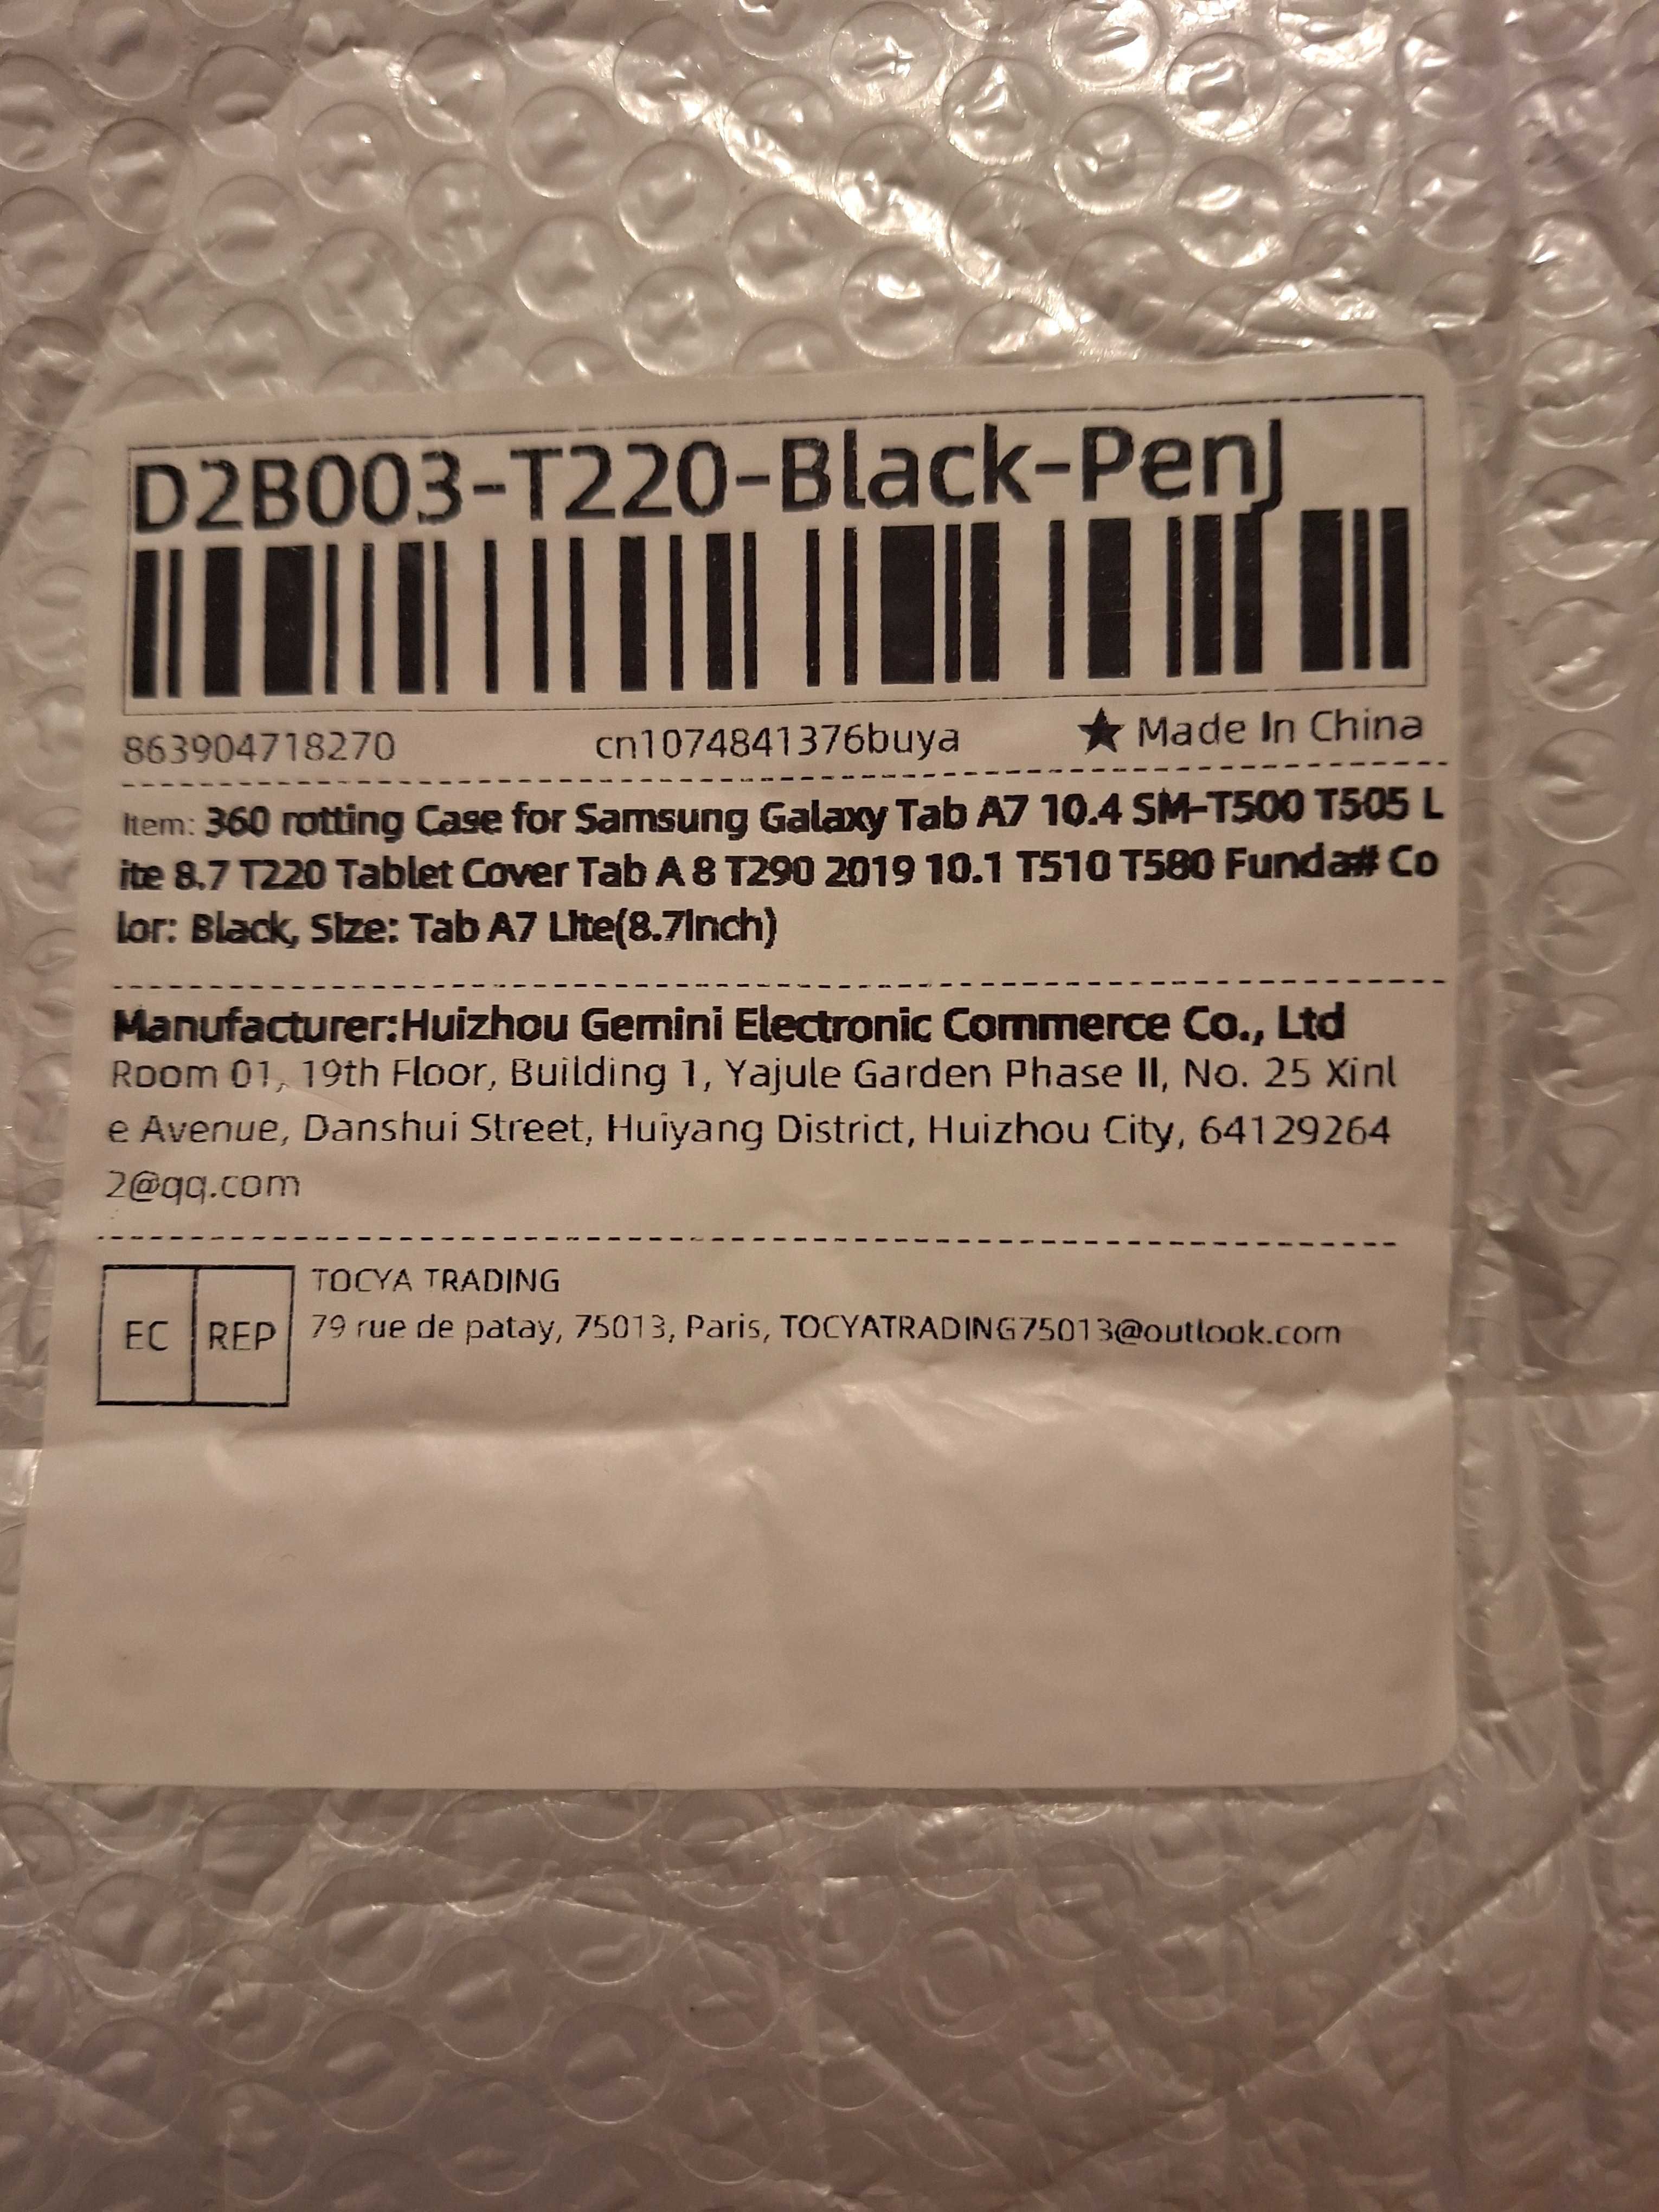 D2B003-T220-Black-PenJ
863904718270 cn1074841376buya ★ Made In China
Item: 360 rotting Case for Samsung Galaxy Tab A7 10.4 SM-T500 T505 L
ite 8.7 T220 Tablet Cover Tab A 8 T290 2019 10.1 T510 T580 Funda# Co
lor: Black, Size: Tab A7 Lite(8.7Inch)
Manufacturer:Huizhou Gemini Electronic Commerce Co., Ltd
Room 01, 19th Floor, Building 1, Yajule Garden Phase II, No. 25 Xinl
e Avenue, Danshui Street, Huiyang District, Huizhou City, 64129264
2@qq.com
EC REP
TOCYA TRADING
79 rue de patay, 75013, Paris, TOCYATRADING75013@outlook.com